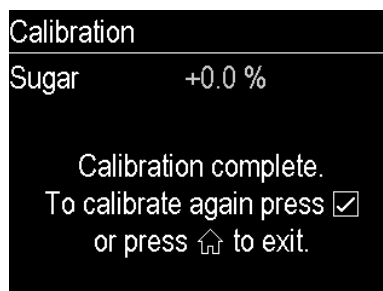 Calibration
Sugar +0.0 %
Calibration complete.
To calibrate again press ☑
or press ⌂ to exit.